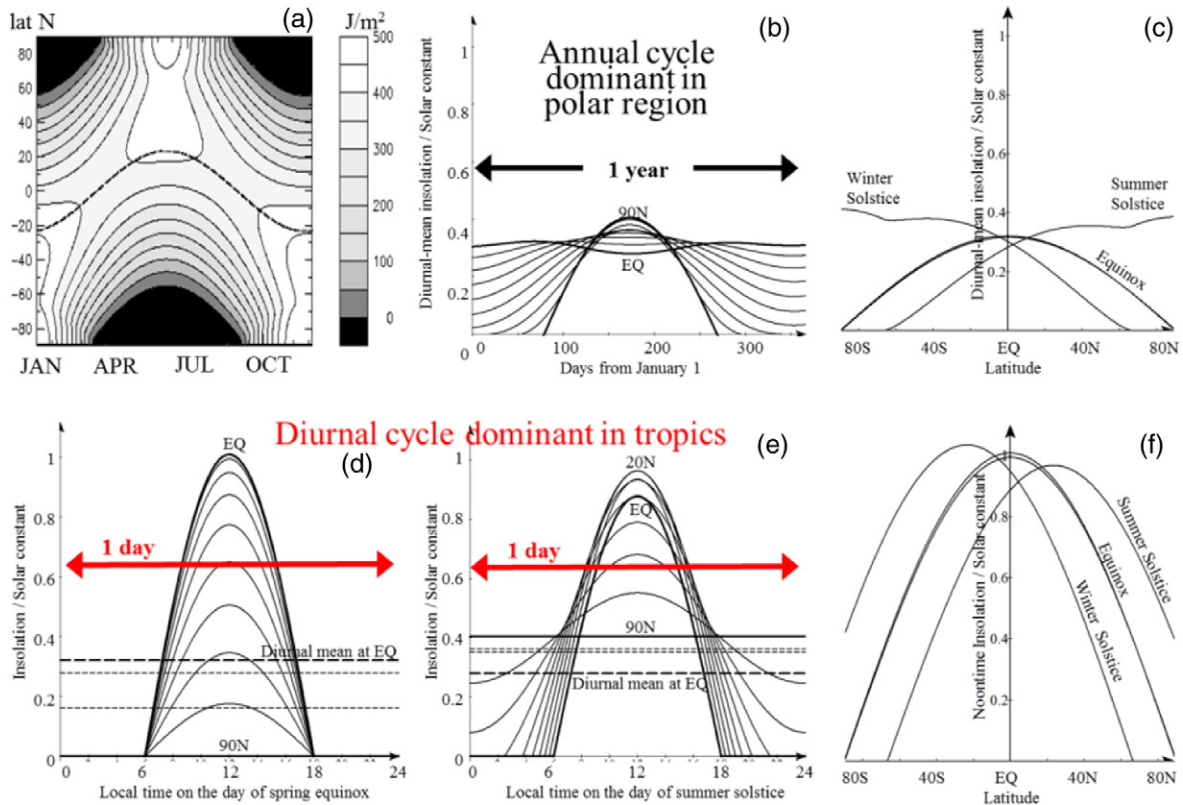 (a)
lat N
J/m²
80
60
40
20
0
-20
-40
-60
-80
500
400
300
200
100
0
JAN APR JUL OCT
(b)
Annual cycle
dominant in
polar region
1 year
90N
EQ
Diurnal-mean insolation / Solar constant
1
0.8
0.6
0.4
0.2
0
0 100 200 300
Days from January 1
(c)
Diurnal-mean insolation / Solar constant
1
0.8
0.6
0.4
0.2
Winter
Solstice
Summer
Solstice
Equinox
80S 40S EQ 40N 80N
Latitude
Diurnal cycle dominant in tropics
(d)
EQ
1 day
Diurnal mean at EQ
90N
Insolation / Solar constant
1
0.8
0.6
0.4
0.2
0
0 6 12 18 24
Local time on the day of spring equinox
(e)
20N
EQ
1 day
90N
Diurnal mean at EQ
Insolation / Solar constant
1
0.8
0.6
0.4
0.2
0
0 6 12 18 24
Local time on the day of summer solstice
(f)
Noontime Insolation / Solar constant
1
0.8
0.6
0.4
0.2
Summer Solstice
Equinox
Winter Solstice
80S 40S EQ 40N 80N
Latitude